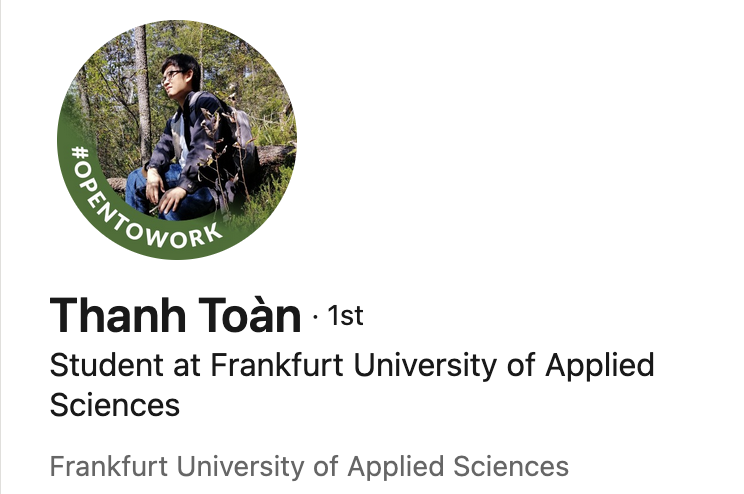 #OPENTOWORK
Thanh Toàn · 1st
Student at Frankfurt University of Applied
Sciences
Frankfurt University of Applied Sciences